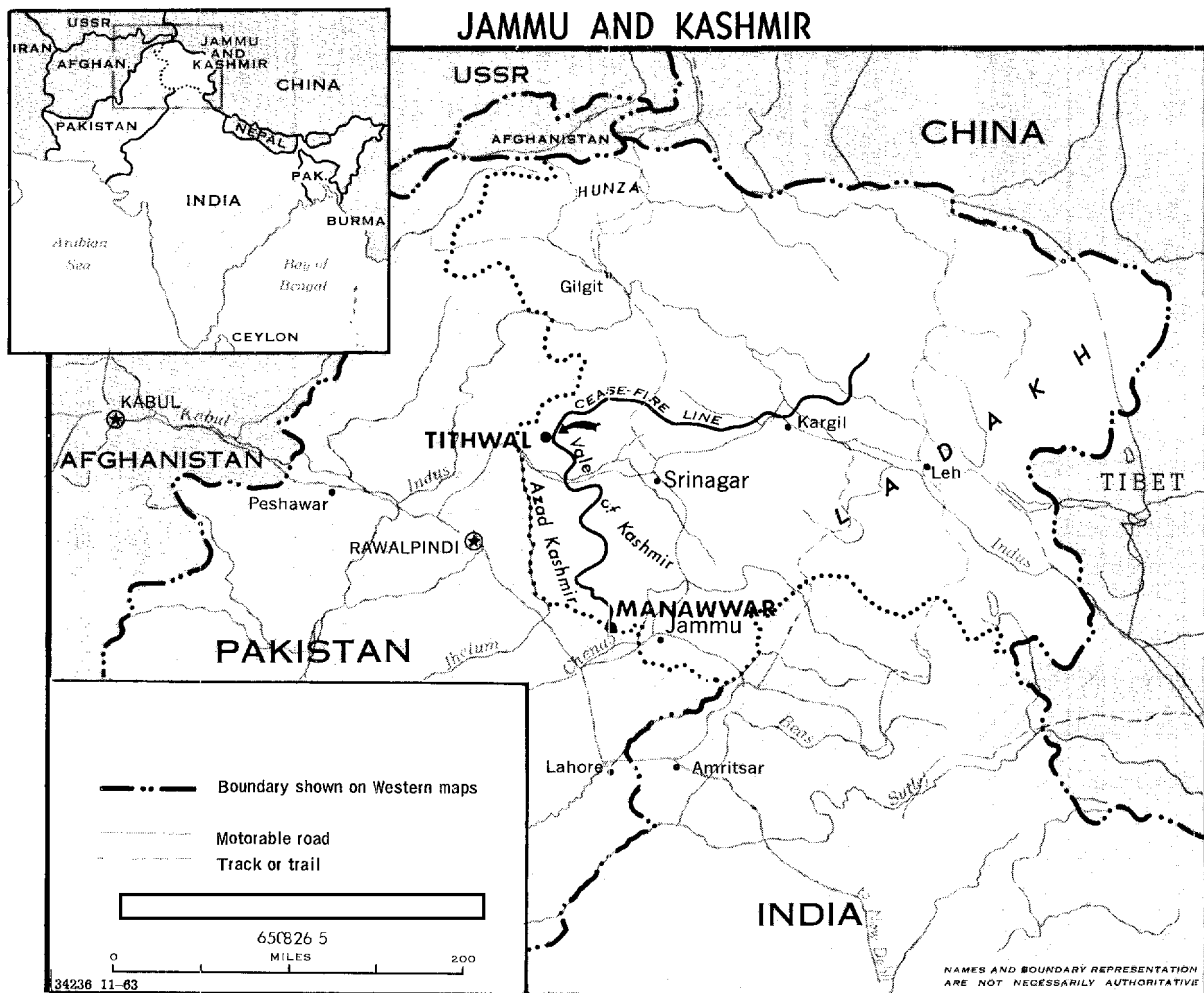 JAMMU AND KASHMIR
USSR
IRAN
AFGHAN.
JAMMU
AND
KASHMIR
CHINA
PAKISTAN
NEPAL
PAK.
INDIA
BURMA
Arabian
Sea
Bay of
Bengal
CEYLON
USSR
AFGHANISTAN
CHINA
HUNZA
Gilgit
KABUL
Kabul
AFGHANISTAN
CEASE-FIRE LINE
Kargil
TITHWAL
LADAKH
Leh
TIBET
Peshawar
Indus
Srinagar
Vale of Kashmir
Azad Kashmir
RAWALPINDI
Indus
MANAWWAR
Jammu
PAKISTAN
Jhelum
Chenab
Beas
Lahore
Amritsar
Sutlej
INDIA
New Delhi
Boundary shown on Western maps
Motorable road
Track or trail
650826 5
0 MILES 200
34236 11-63
NAMES AND BOUNDARY REPRESENTATION
ARE NOT NECESSARILY AUTHORITATIVE